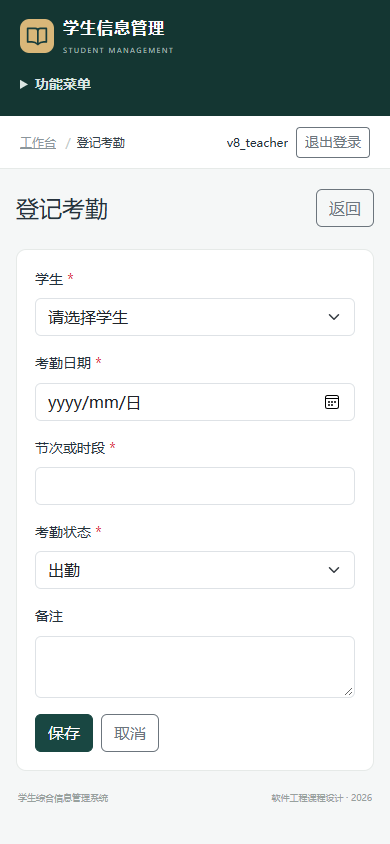 学生信息管理
STUDENT MANAGEMENT
▶ 功能菜单
工作台 / 登记考勤
v8_teacher 退出登录
登记考勤
返回
学生 *
请选择学生
考勤日期 *
yyyy/mm/日
节次或时段 *
考勤状态 *
出勤
备注
保存 取消
学生综合信息管理系统
软件工程课程设计 · 2026